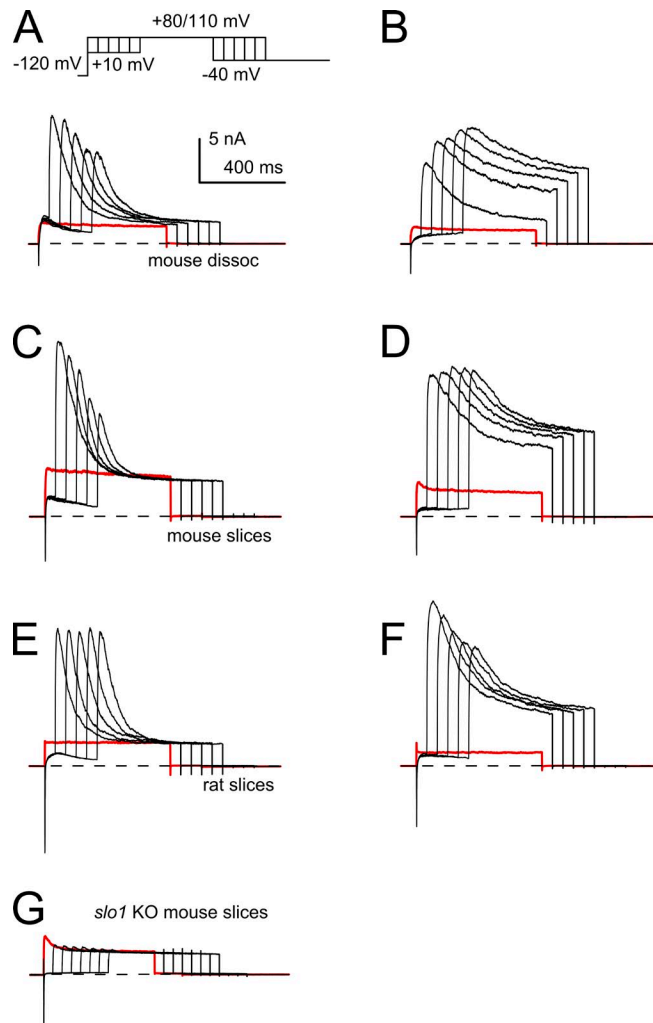 A
B
+80/110 mV
-120 mV
+10 mV
-40 mV
5 nA
400 ms
mouse dissoc
C
D
mouse slices
E
F
rat slices
G
slo1 KO mouse slices